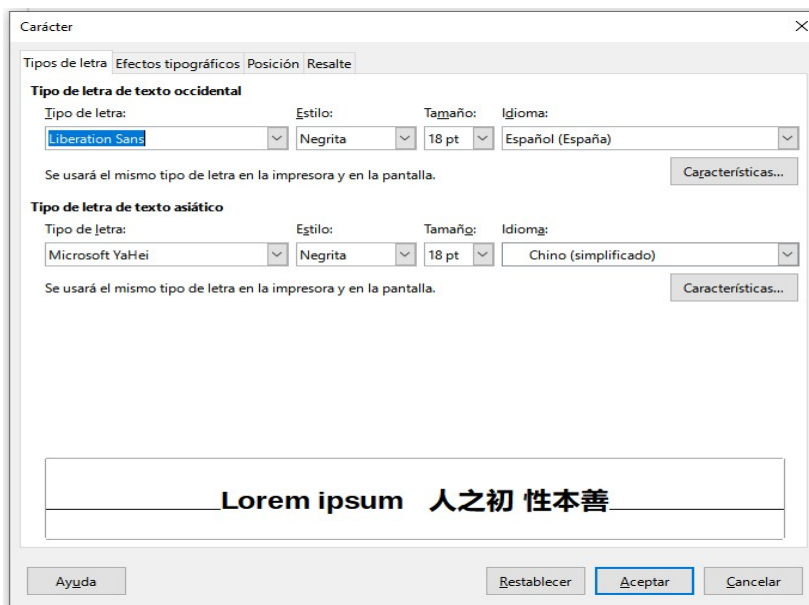 Carácter
Tipos de letra Efectos tipográficos Posición Resalte
Tipo de letra de texto occidental
Tipo de letra: Estilo: Tamaño: Idioma:
Liberation Sans Negrita 18 pt Español (España)
Se usará el mismo tipo de letra en la impresora y en la pantalla. Características...
Tipo de letra de texto asiático
Tipo de letra: Estilo: Tamaño: Idioma:
Microsoft YaHei Negrita 18 pt Chino (simplificado)
Se usará el mismo tipo de letra en la impresora y en la pantalla. Características...
Lorem ipsum 人之初 性本善
Ayuda Restablecer Aceptar Cancelar